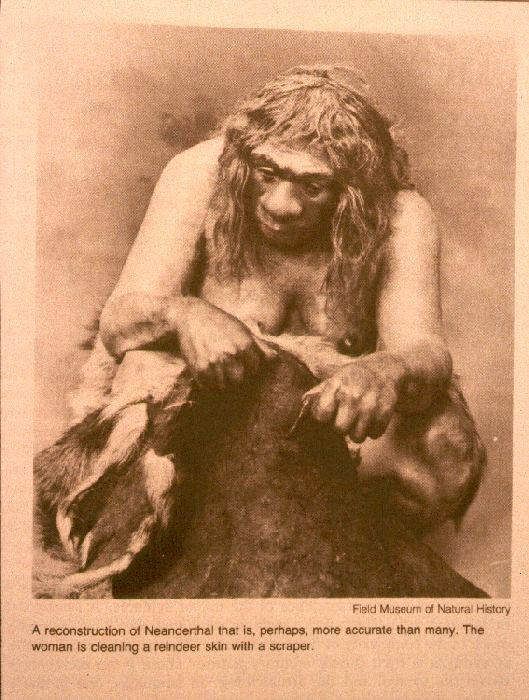 Field Museum of Natural History
A reconstruction of Neanderthal that is, perhaps, more accurate than many. The
woman is cleaning a reindeer skin with a scraper.